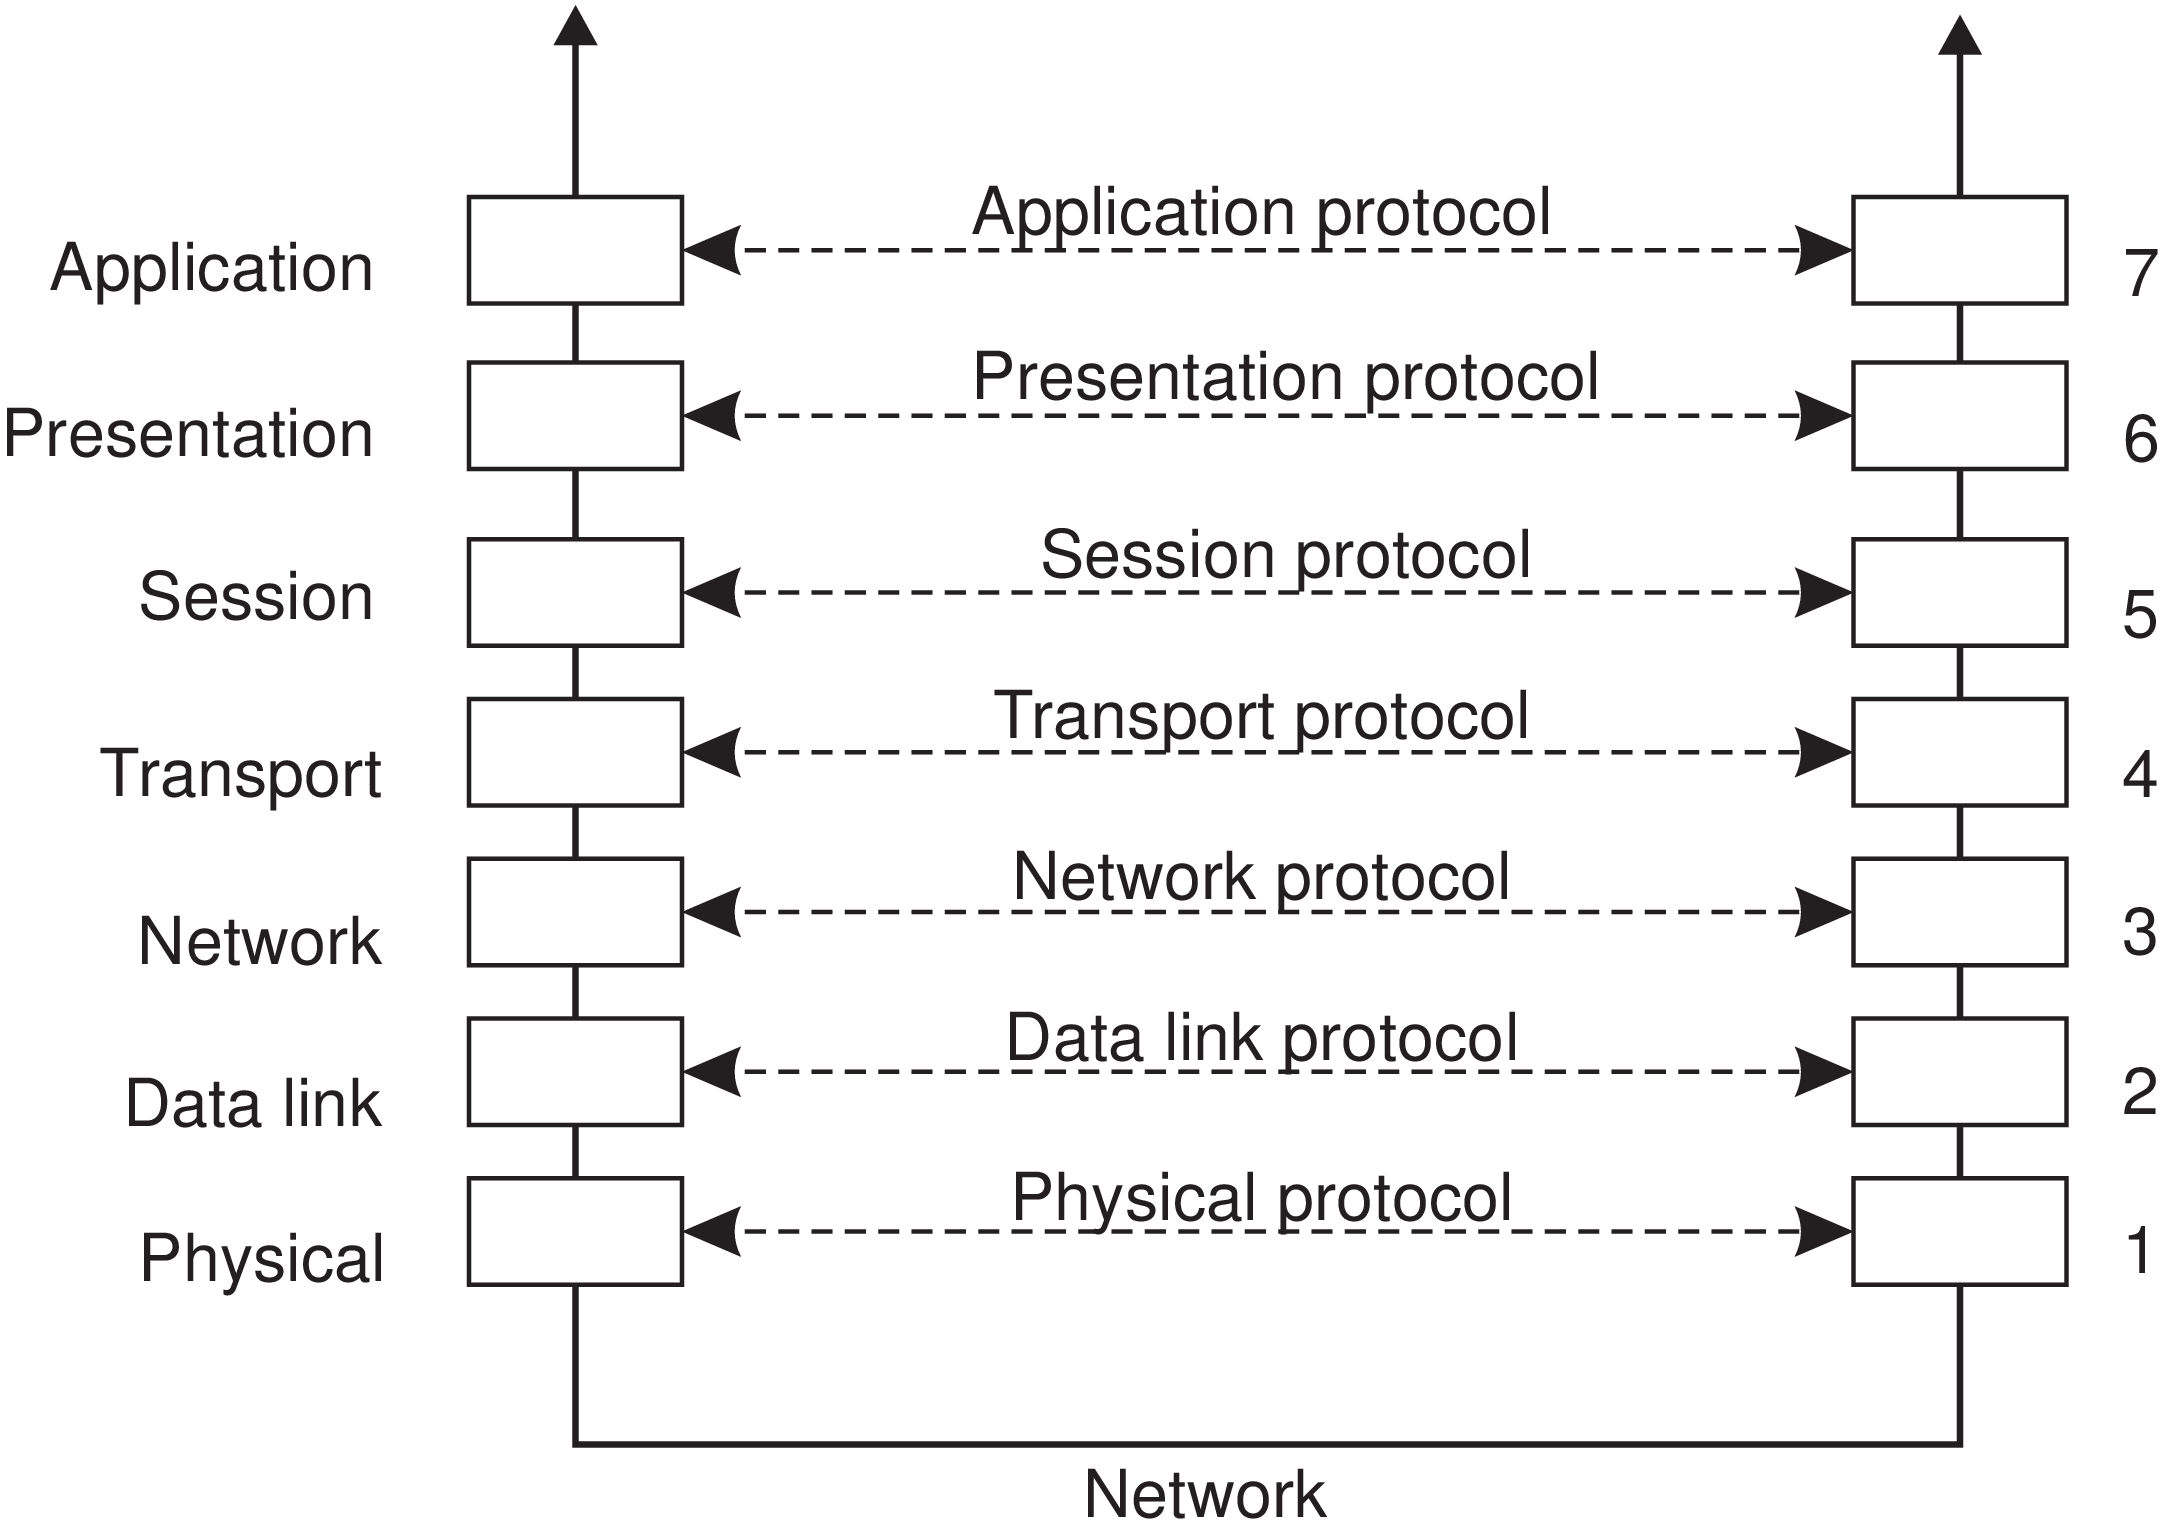 Application protocol
Application
7
Presentation protocol
Presentation
6
Session protocol
Session
5
Transport protocol
Transport
4
Network protocol
Network
3
Data link protocol
Data link
2
Physical protocol
Physical
1
Network